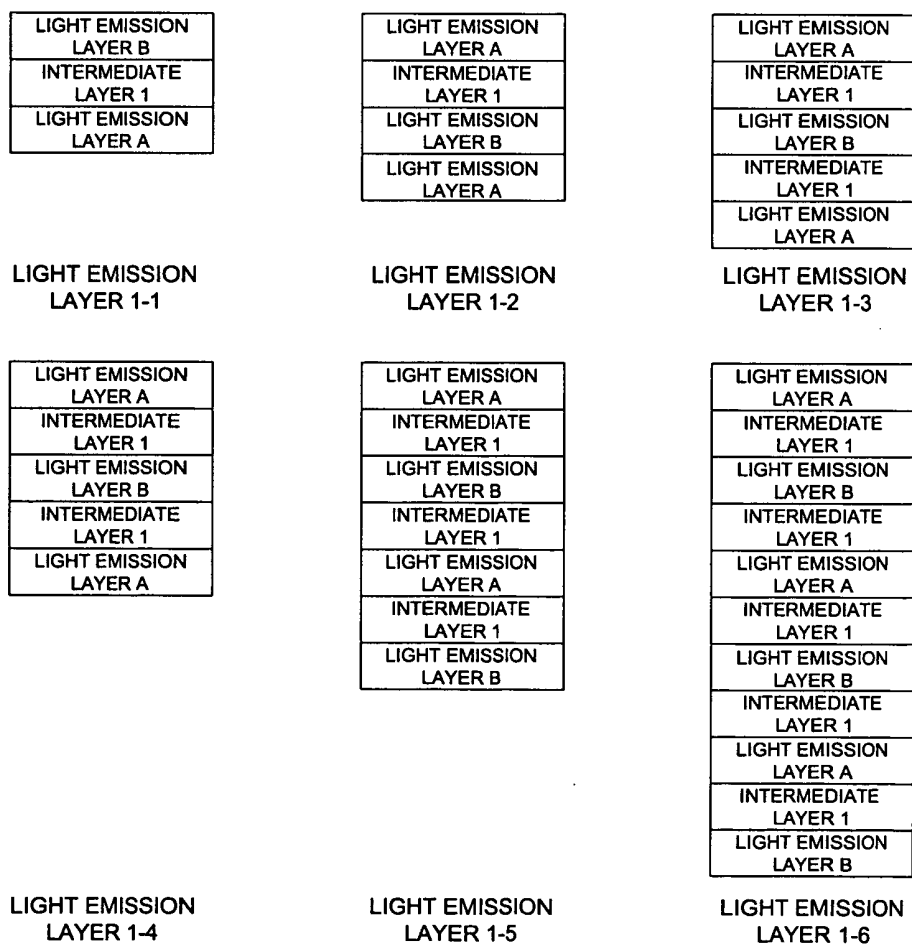 LIGHT EMISSION
LAYER B
INTERMEDIATE
LAYER 1
LIGHT EMISSION
LAYER A
LIGHT EMISSION
LAYER 1-1
LIGHT EMISSION
LAYER A
INTERMEDIATE
LAYER 1
LIGHT EMISSION
LAYER B
LIGHT EMISSION
LAYER A
LIGHT EMISSION
LAYER 1-2
LIGHT EMISSION
LAYER A
INTERMEDIATE
LAYER 1
LIGHT EMISSION
LAYER B
INTERMEDIATE
LAYER 1
LIGHT EMISSION
LAYER A
LIGHT EMISSION
LAYER 1-3
LIGHT EMISSION
LAYER A
INTERMEDIATE
LAYER 1
LIGHT EMISSION
LAYER B
INTERMEDIATE
LAYER 1
LIGHT EMISSION
LAYER A
LIGHT EMISSION
LAYER 1-4
LIGHT EMISSION
LAYER A
INTERMEDIATE
LAYER 1
LIGHT EMISSION
LAYER B
INTERMEDIATE
LAYER 1
LIGHT EMISSION
LAYER A
INTERMEDIATE
LAYER 1
LIGHT EMISSION
LAYER B
LIGHT EMISSION
LAYER 1-5
LIGHT EMISSION
LAYER A
INTERMEDIATE
LAYER 1
LIGHT EMISSION
LAYER B
INTERMEDIATE
LAYER 1
LIGHT EMISSION
LAYER A
INTERMEDIATE
LAYER 1
LIGHT EMISSION
LAYER B
INTERMEDIATE
LAYER 1
LIGHT EMISSION
LAYER A
INTERMEDIATE
LAYER 1
LIGHT EMISSION
LAYER B
LIGHT EMISSION
LAYER 1-6